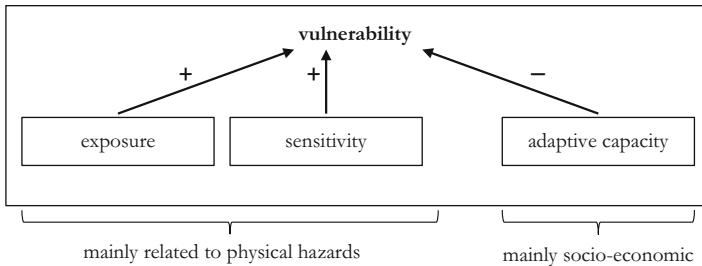 vulnerability
+ + −
exposure sensitivity adaptive capacity
mainly related to physical hazards mainly socio-economic